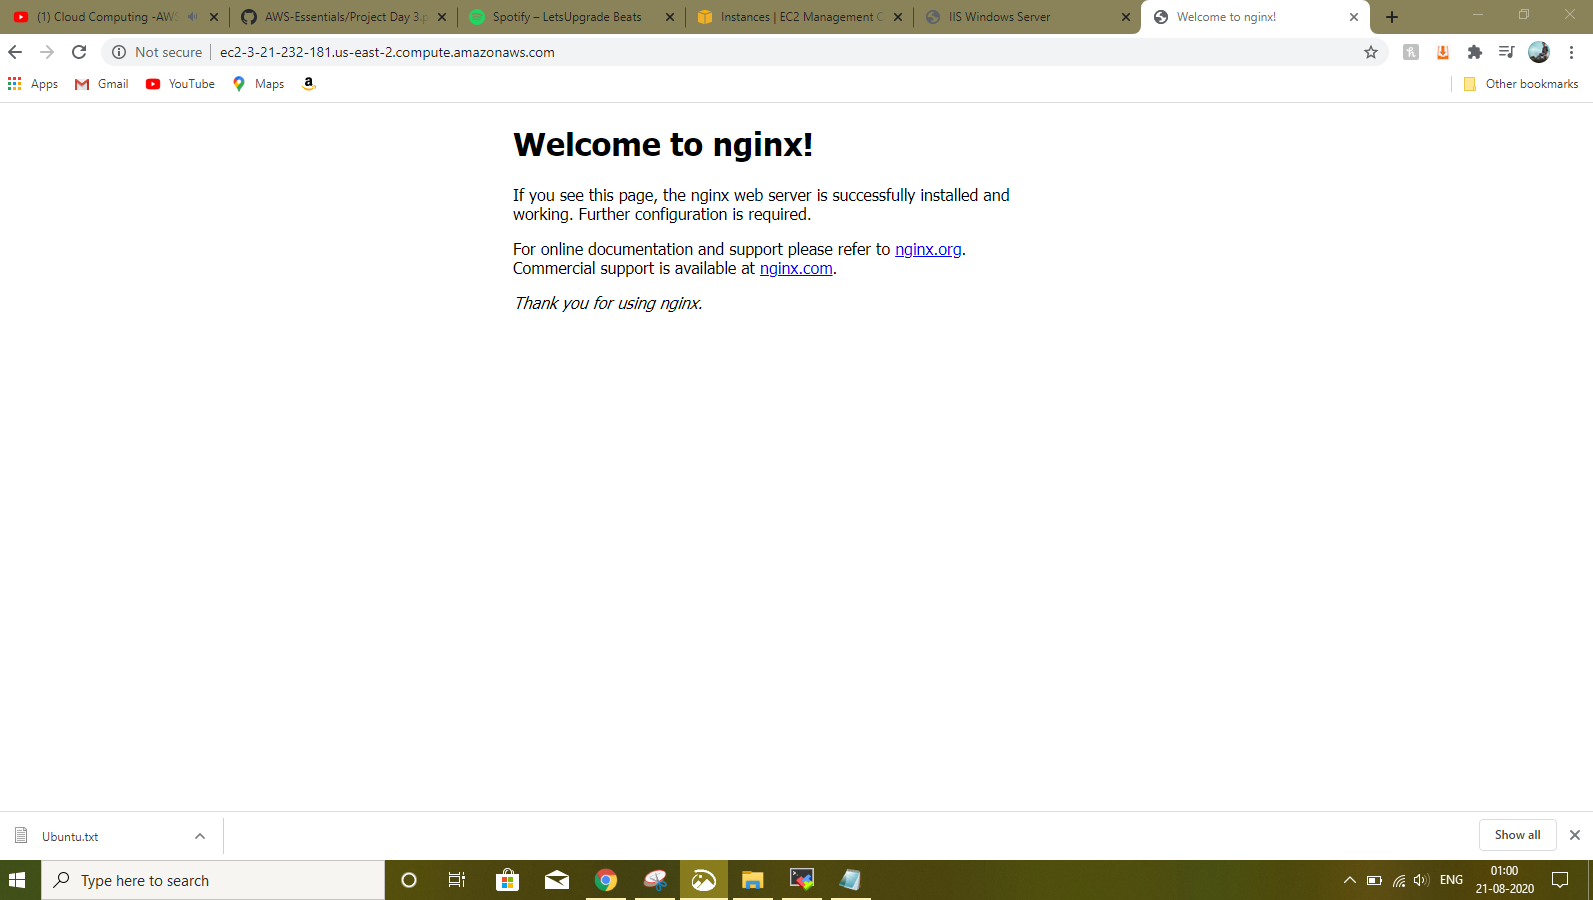 (1) Cloud Computing -AWS
AWS-Essentials/Project Day 3.p
Spotify – LetsUpgrade Beats
Instances | EC2 Management C
IIS Windows Server
Welcome to nginx!
Not secure
ec2-3-21-232-181.us-east-2.compute.amazonaws.com
Apps
Gmail
YouTube
Maps
Other bookmarks
Welcome to nginx!
If you see this page, the nginx web server is successfully installed and
working. Further configuration is required.
For online documentation and support please refer to nginx.org.
Commercial support is available at nginx.com.
Thank you for using nginx.
Ubuntu.txt
Show all
Type here to search
ENG
01:00
21-08-2020